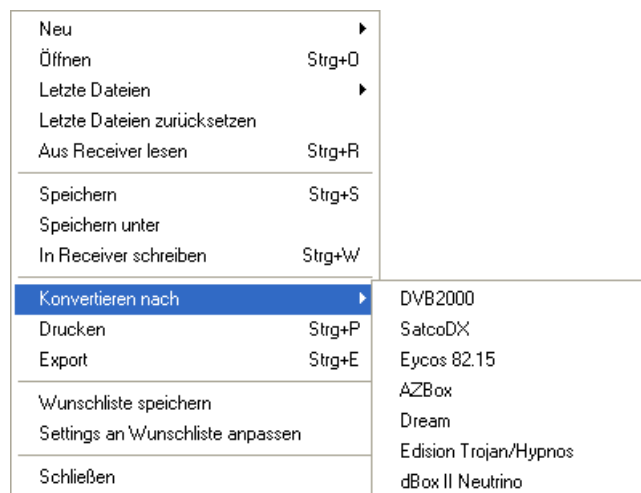 Neu
Öffnen Strg+O
Letzte Dateien
Letzte Dateien zurücksetzen
Aus Receiver lesen Strg+R
Speichern Strg+S
Speichern unter
In Receiver schreiben Strg+W
Konvertieren nach
Drucken Strg+P
Export Strg+E
Wunschliste speichern
Settings an Wunschliste anpassen
Schließen
DVB2000
SatcoDX
Eycos 82.15
AZBox
Dream
Edision Trojan/Hypnos
dBox II Neutrino